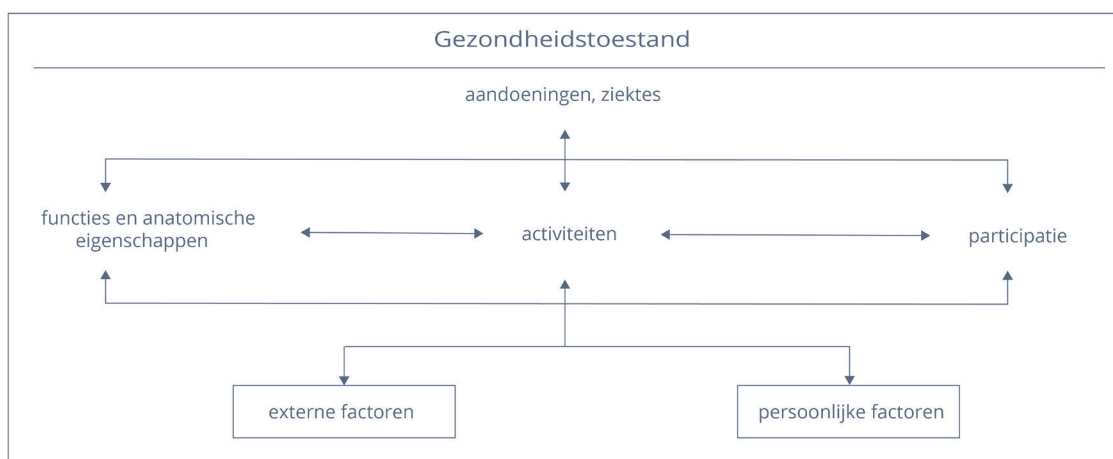 Gezondheidstoestand
aandoeningen, ziektes
functies en anatomische
eigenschappen
activiteiten
participatie
externe factoren
persoonlijke factoren